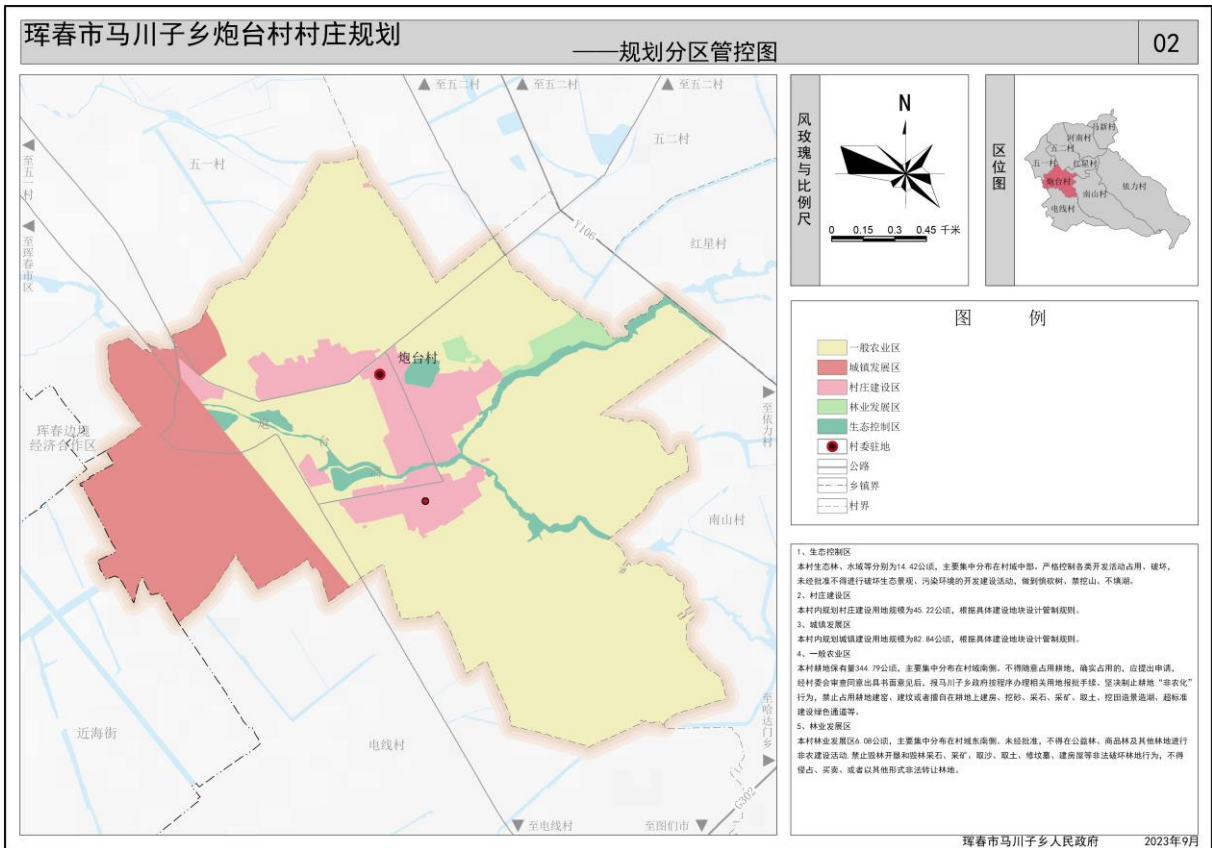 珲春市马川子乡炮台村村庄规划
——规划分区管控图
02
至五二村
至五二村
至五二村
五一村
五二村
至五一村
至珲春市区
Y106
红星村
炮台村
炮
台
河
珲春边境
经济合作区
至依力村
南山村
近海街
电线村
至哈达门乡
G302
至电线村
至图们市
风玫瑰与比例尺
N
0 0.15 0.3 0.45 千米
区位图
马新村
河南村
五二村
五一村
红星村
炮台村
依力村
南山村
电线村
图 例
一般农业区
城镇发展区
村庄建设区
林业发展区
生态控制区
村委驻地
公路
乡镇界
村界
1、生态控制区
本村生态林、水域等分别为14.42公顷，主要集中分布在村域中部。严格控制各类开发活动占用、破坏，
未经批准不得进行破坏生态景观、污染环境的开发建设活动，做到慎砍树、禁挖山、不填湖。
2、村庄建设区
本村内规划村庄建设用地规模为45.22公顷，根据具体建设地块设计管制规则。
3、城镇发展区
本村内规划城镇建设用地规模为82.84公顷，根据具体建设地块设计管制规则。
4、一般农业区
本村耕地保有量344.79公顷，主要集中分布在村域南侧。不得随意占用耕地，确实占用的，应提出申请，
经村委会审查同意出具书面意见后，报马川子乡政府按程序办理相关用地报批手续。坚决制止耕地“非农化”
行为，禁止占用耕地建窑、建坟或者擅自在耕地上建房、挖砂、采石、采矿、取土、挖田造景造湖、超标准
建设绿色通道等。
5、林业发展区
本村林业发展区6.08公顷，主要集中分布在村域东南侧。未经批准，不得在公益林、商品林及其他林地进行
非农建设活动。禁止毁林开垦和毁林采石、采矿、取沙、取土、修坟墓、建房屋等非法破坏林地行为，不得
侵占、买卖、或者以其他形式非法转让林地。
珲春市马川子乡人民政府 2023年9月